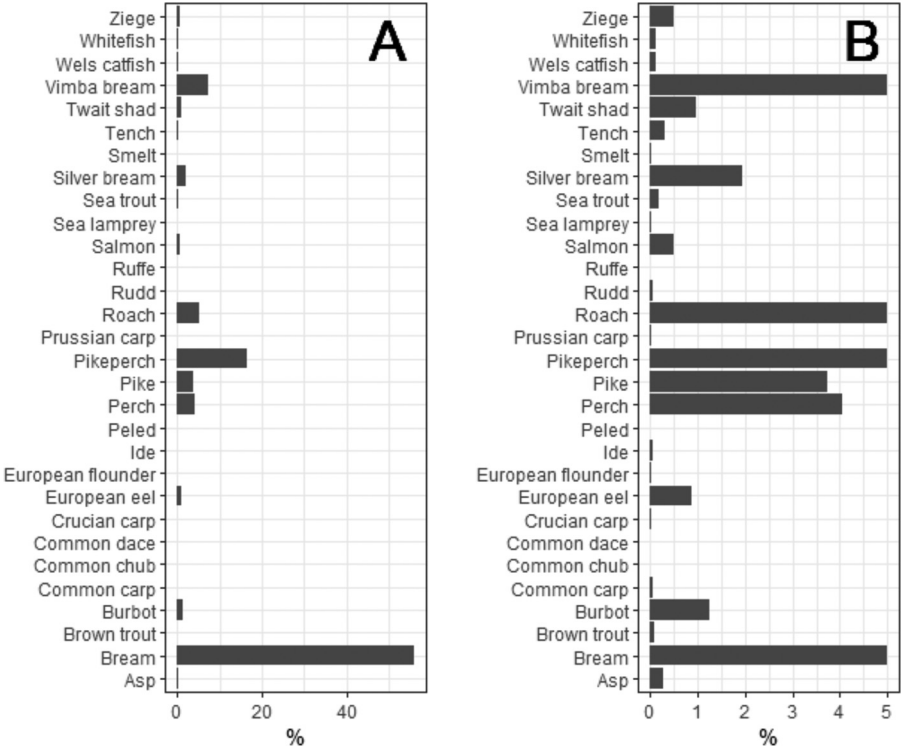 A
Ziege
Whitefish
Wels catfish
Vimba bream
Twait shad
Tench
Smelt
Silver bream
Sea trout
Sea lamprey
Salmon
Ruffe
Rudd
Roach
Prussian carp
Pikeperch
Pike
Perch
Peled
Ide
European flounder
European eel
Crucian carp
Common dace
Common chub
Common carp
Burbot
Brown trout
Bream
Asp
0 20 40
%
B
Ziege
Whitefish
Wels catfish
Vimba bream
Twait shad
Tench
Smelt
Silver bream
Sea trout
Sea lamprey
Salmon
Ruffe
Rudd
Roach
Prussian carp
Pikeperch
Pike
Perch
Peled
Ide
European flounder
European eel
Crucian carp
Common dace
Common chub
Common carp
Burbot
Brown trout
Bream
Asp
0 1 2 3 4 5
%